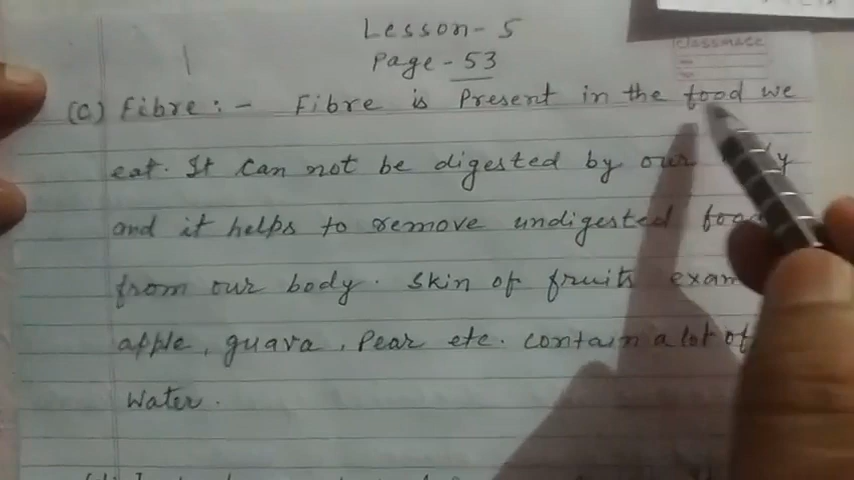 Lesson - 5
Page - 53
classmate
(c) Fibre : - Fibre is Present in the food we
eat. It can not be digested by our
and it helps to remove undigested
from our body. Skin of fruits
apple, guava, Pear etc. contain a lot of
water.